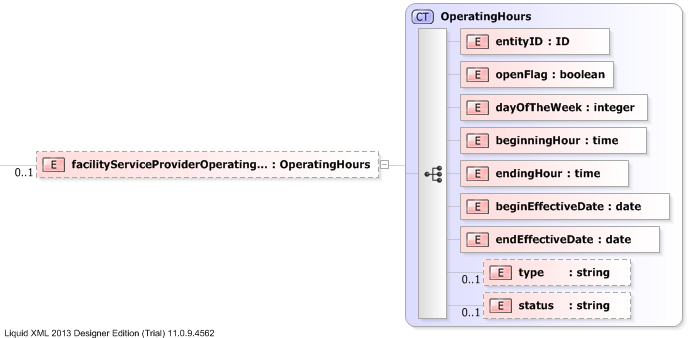 CT OperatingHours
E entityID : ID
E openFlag : boolean
E dayOfTheWeek : integer
E beginningHour : time
E facilityServiceProviderOperating... : OperatingHours
0..1
E endingHour : time
E beginEffectiveDate : date
E endEffectiveDate : date
E type : string
0..1
E status : string
0..1
Liquid XML 2013 Designer Edition (Trial) 11.0.9.4562